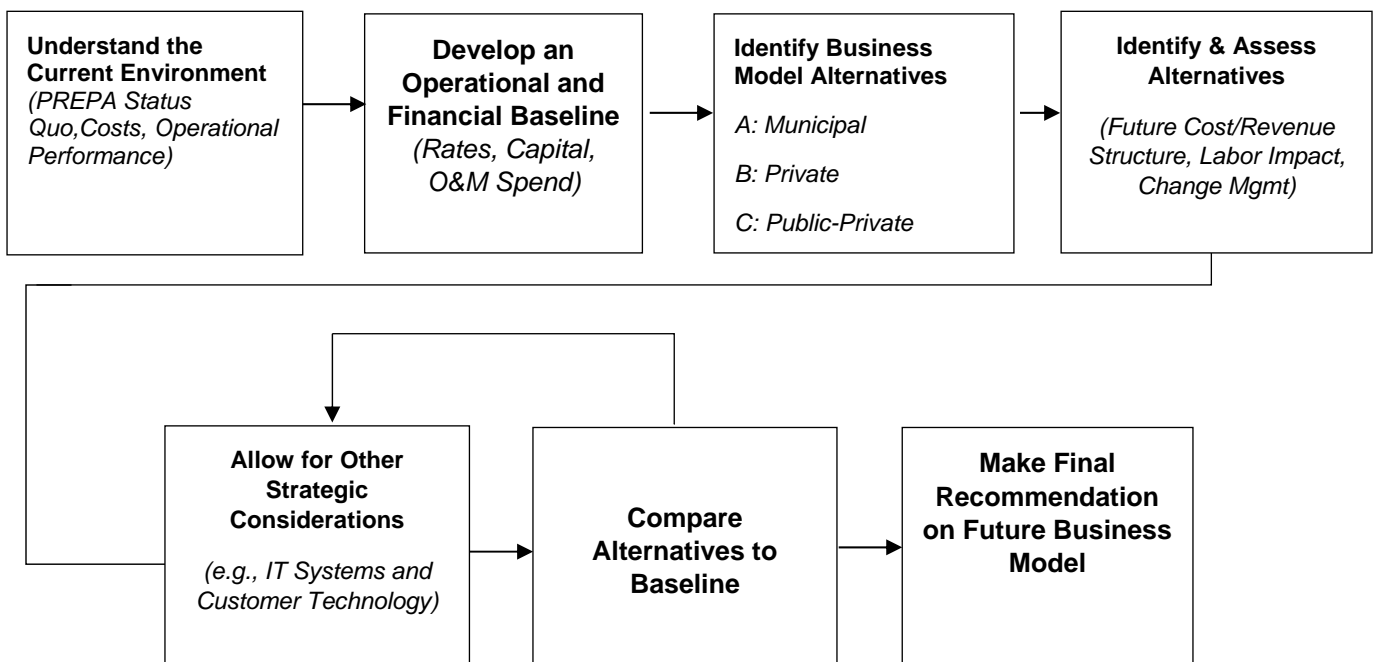 Understand the
Current Environment
(PREPA Status
Quo,Costs, Operational
Performance)
Develop an
Operational and
Financial Baseline
(Rates, Capital,
O&M Spend)
Identify Business
Model Alternatives
A: Municipal
B: Private
C: Public-Private
Identify & Assess
Alternatives
(Future Cost/Revenue
Structure, Labor Impact,
Change Mgmt)
Allow for Other
Strategic
Considerations
(e.g., IT Systems and
Customer Technology)
Compare
Alternatives to
Baseline
Make Final
Recommendation
on Future Business
Model